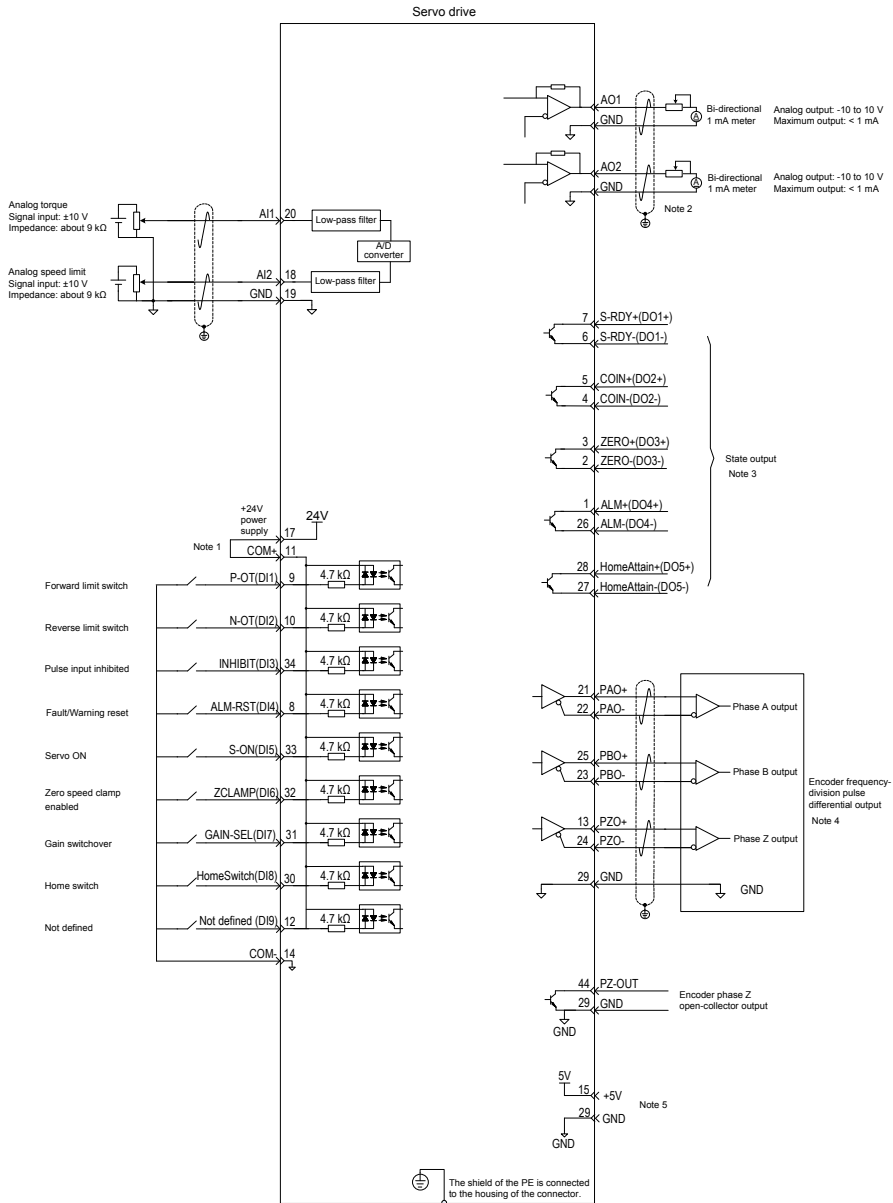 Servo drive
AO1
GND
Bi-directional
1 mA meter
Analog output: -10 to 10 V
Maximum output: < 1 mA
A
AO2
GND
Bi-directional
1 mA meter
Analog output: -10 to 10 V
Maximum output: < 1 mA
A
Note 2
Analog torque
Signal input: ±10 V
Impedance: about 9 kΩ
AI1 20 Low-pass filter
A/D
converter
Analog speed limit
Signal input: ±10 V
Impedance: about 9 kΩ
AI2 18 Low-pass filter
GND 19
7 S-RDY+(DO1+)
6 S-RDY-(DO1-)
5 COIN+(DO2+)
4 COIN-(DO2-)
3 ZERO+(DO3+)
2 ZERO-(DO3-)
1 ALM+(DO4+)
26 ALM-(DO4-)
28 HomeAttain+(DO5+)
27 HomeAttain-(DO5-)
State output
Note 3
+24V
power
supply
17 24V
Note 1
COM+ 11
Forward limit switch P-OT(DI1) 9 4.7 kΩ
Reverse limit switch N-OT(DI2) 10 4.7 kΩ
Pulse input inhibited INHIBIT(DI3) 34 4.7 kΩ
Fault/Warning reset ALM-RST(DI4) 8 4.7 kΩ
Servo ON S-ON(DI5) 33 4.7 kΩ
Zero speed clamp
enabled
ZCLAMP(DI6) 32 4.7 kΩ
Gain switchover GAIN-SEL(DI7) 31 4.7 kΩ
Home switch HomeSwitch(DI8) 30 4.7 kΩ
Not defined Not defined (DI9) 12 4.7 kΩ
COM- 14
21 PAO+
22 PAO-
Phase A output
25 PBO+
23 PBO-
Phase B output
13 PZO+
24 PZO-
Phase Z output
29 GND
GND
Encoder frequency-
division pulse
differential output
Note 4
44 PZ-OUT
29 GND
GND
Encoder phase Z
open-collector output
5V
15 +5V
Note 5
29 GND
GND
The shield of the PE is connected
to the housing of the connector.